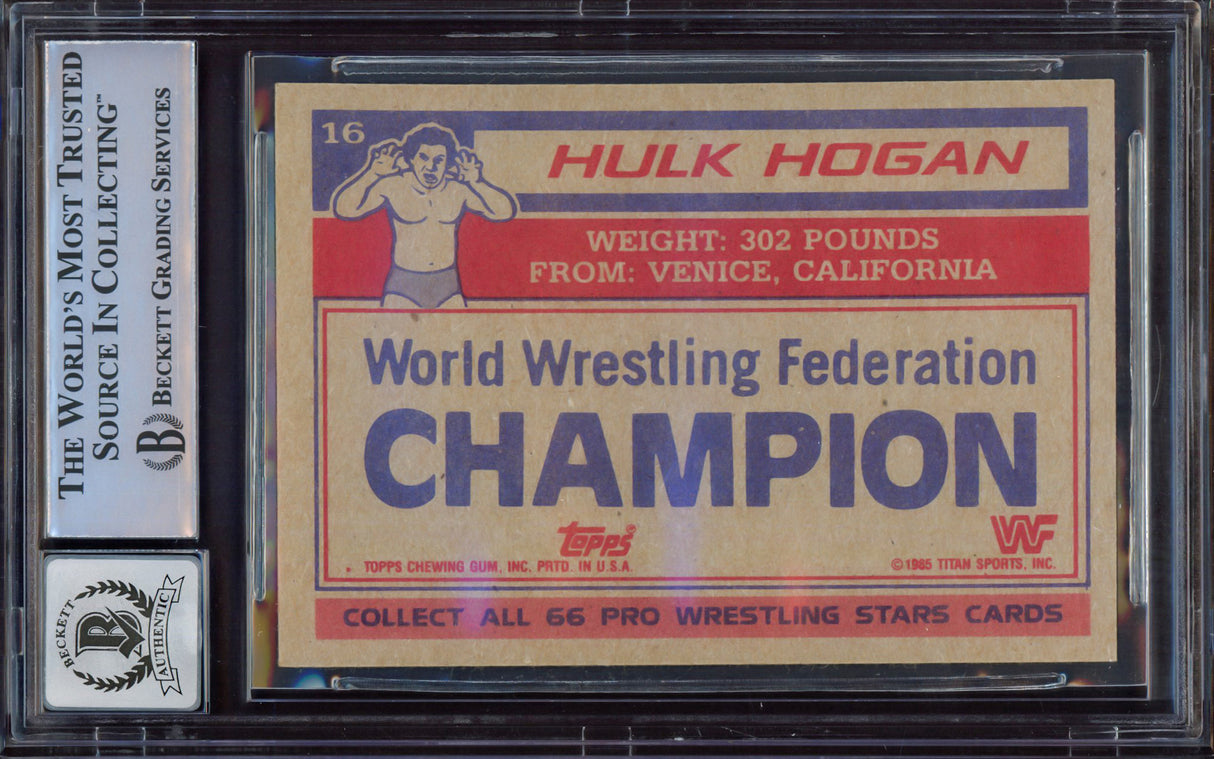 THE WORLD'S MOST TRUSTED
SOURCE IN COLLECTING™
B BECKETT GRADING SERVICES
BECKETT
B
AUTHENTIC
16
HULK HOGAN
WEIGHT: 302 POUNDS
FROM: VENICE, CALIFORNIA
World Wrestling Federation
CHAMPION
topps®
WF
TOPPS CHEWING GUM, INC. PRTD. IN U.S.A.
©1985 TITAN SPORTS, INC.
COLLECT ALL 66 PRO WRESTLING STARS CARDS